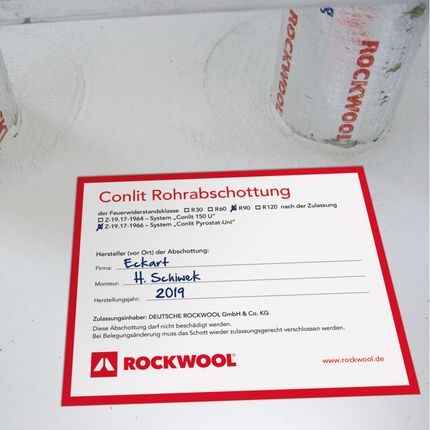 ROCKWOOL
ROCKWOOL
Conlit Rohrabschottung
der Feuerwiderstandsklasse ☐ R30 ☐ R60 ☒ R90 ☐ R120 nach der Zulassung
☐ Z-19.17-1964 – System „Conlit 150 U“
☒ Z-19.17-1966 – System „Conlit Pyrostat-Uni“
Hersteller (vor Ort) der Abschottung:
Firma: Eckart
Monteur: H. Schiwek
Herstellungsjahr: 2019
Zulassungsinhaber: DEUTSCHE ROCKWOOL GmbH & Co. KG
Diese Abschottung darf nicht beschädigt werden.
Bei Belegungsänderung muss das Schott wieder zulassungsgerecht verschlossen werden.
ROCKWOOL®
www.rockwool.de